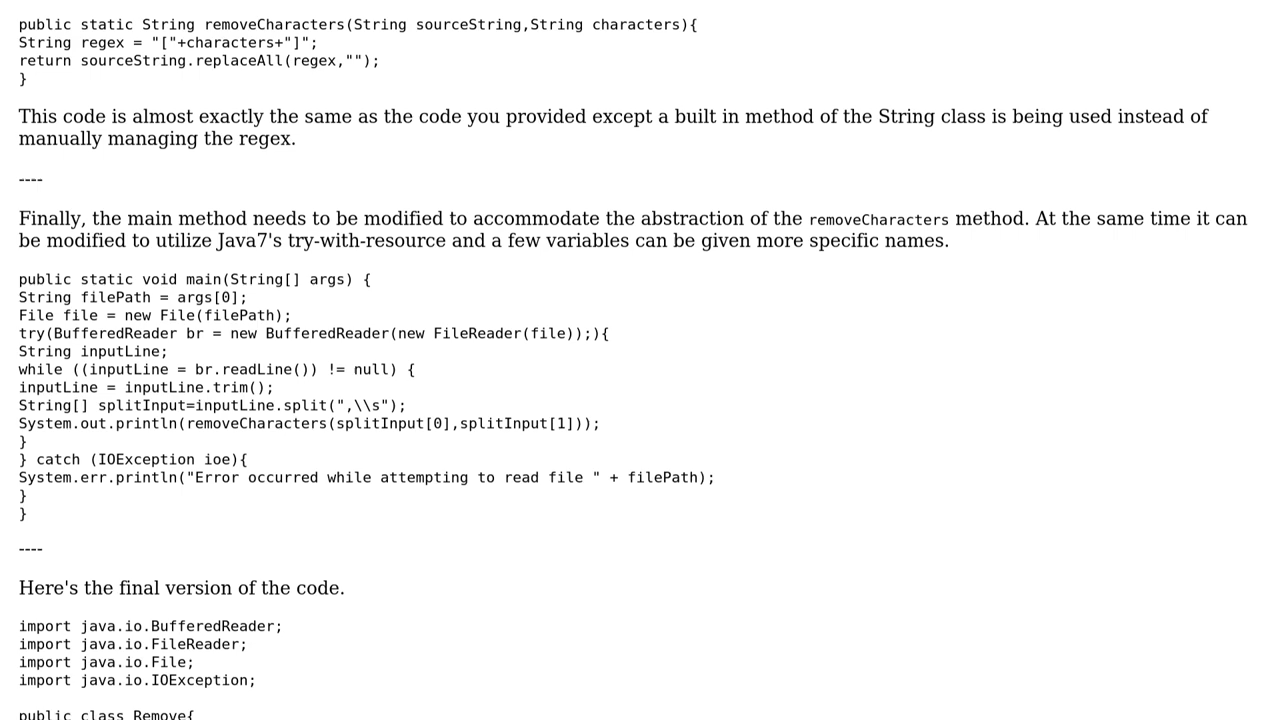 public static String removeCharacters(String sourceString,String characters){
String regex = "["+characters+"]";
return sourceString.replaceAll(regex,"");
}
This code is almost exactly the same as the code you provided except a built in method of the String class is being used instead of
manually managing the regex.
----
Finally, the main method needs to be modified to accommodate the abstraction of the removeCharacters method. At the same time it can
be modified to utilize Java7's try-with-resource and a few variables can be given more specific names.
public static void main(String[] args) {
String filePath = args[0];
File file = new File(filePath);
try(BufferedReader br = new BufferedReader(new FileReader(file));){
String inputLine;
while ((inputLine = br.readLine()) != null) {
inputLine = inputLine.trim();
String[] splitInput=inputLine.split(",\\s");
System.out.println(removeCharacters(splitInput[0],splitInput[1]));
}
} catch (IOException ioe){
System.err.println("Error occurred while attempting to read file " + filePath);
}
}
----
Here's the final version of the code.
import java.io.BufferedReader;
import java.io.FileReader;
import java.io.File;
import java.io.IOException;
public class Remove{